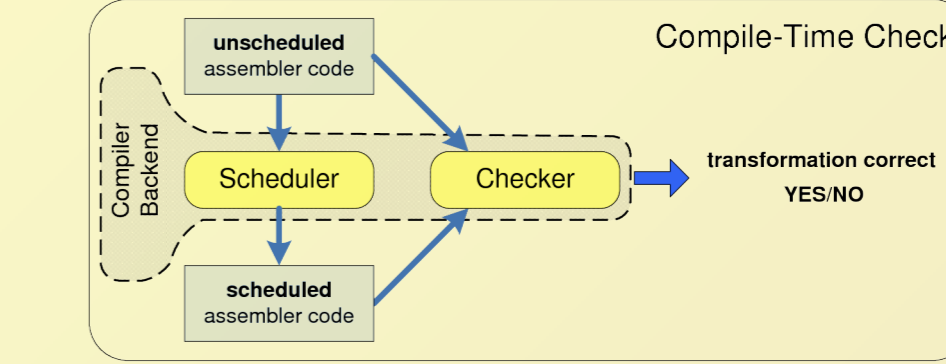 Compile-Time Check
unscheduled
assembler code
Compiler
Backend
Scheduler
Checker
transformation correct
YES/NO
scheduled
assembler code